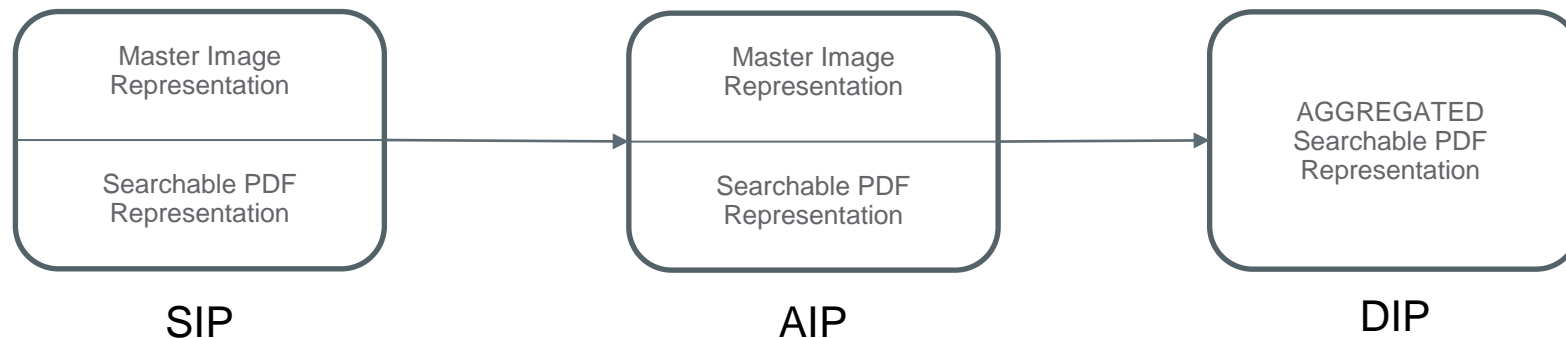 Master Image
Representation
Searchable PDF
Representation
SIP
Master Image
Representation
Searchable PDF
Representation
AIP
AGGREGATED
Searchable PDF
Representation
DIP